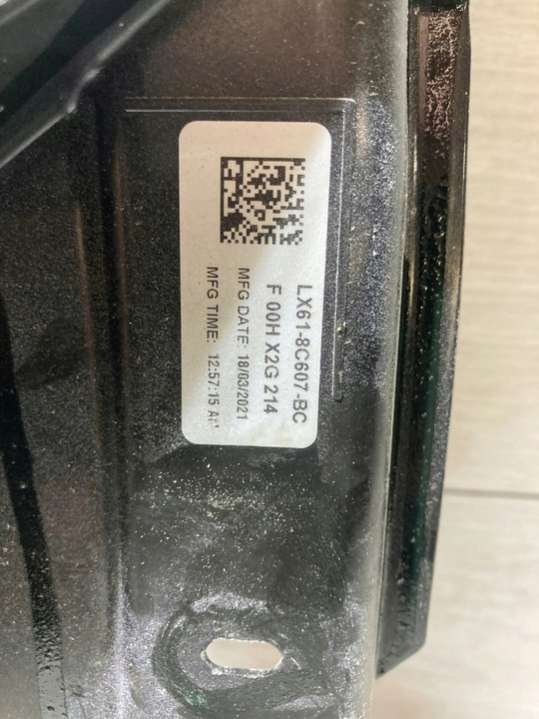 LX61-8C607-BC
F 00H X2G 214
MFG DATE: 18/03/2021
MFG TIME: 12:57:15